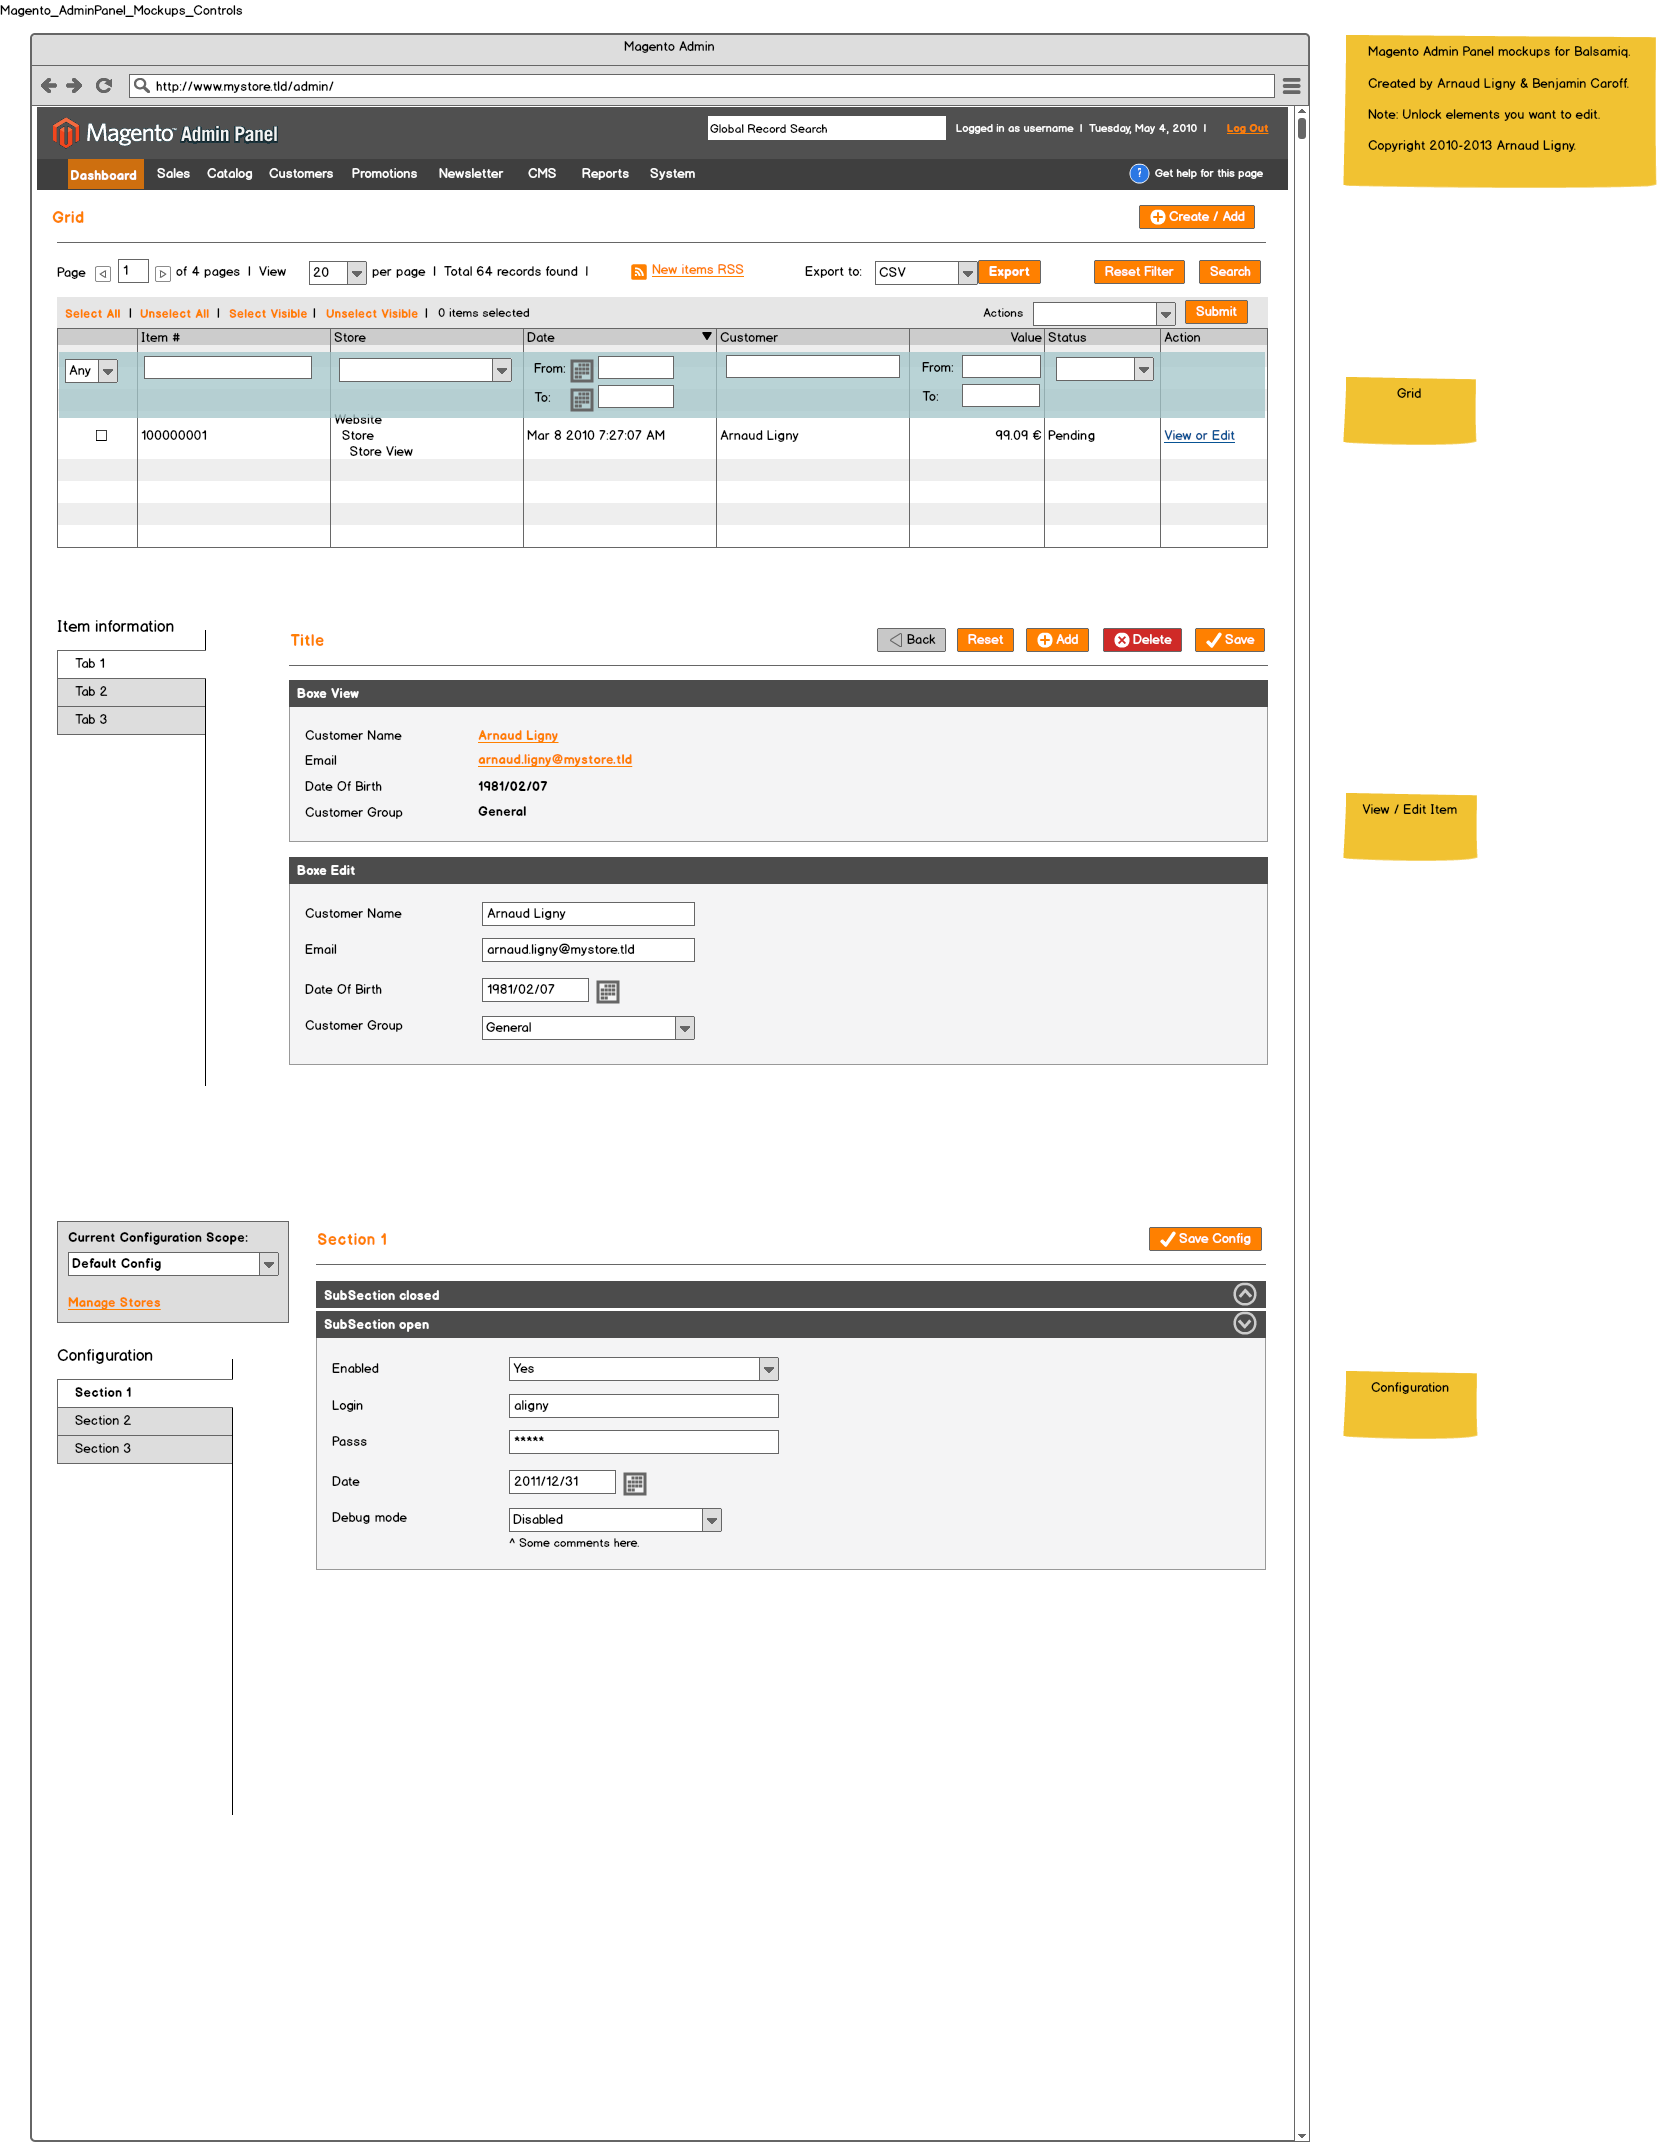 Magento_AdminPanel_Mockups_Controls
Magento Admin
http://www.mystore.tld/admin/
Magento Admin Panel
Global Record Search
Logged in as username | Tuesday, May 4, 2010 | Log Out
Dashboard Sales Catalog Customers Promotions Newsletter CMS Reports System
? Get help for this page
Grid
Create / Add
Page 1 of 4 pages | View 20 per page | Total 64 records found | New items RSS Export to: CSV Export Reset Filter Search
Select All | Unselect All | Select Visible | Unselect Visible | 0 items selected Actions Submit
Item # Store Date Customer Value Status Action
Any From: From:
To: To:
Website
100000001 Store Mar 8 2010 7:27:07 AM Arnaud Ligny 99.09 € Pending View or Edit
Store View
Item information
Tab 1
Tab 2
Tab 3
Title
Back Reset Add Delete Save
Boxe View
Customer Name Arnaud Ligny
Email arnaud.ligny@mystore.tld
Date Of Birth 1981/02/07
Customer Group General
Boxe Edit
Customer Name Arnaud Ligny
Email arnaud.ligny@mystore.tld
Date Of Birth 1981/02/07
Customer Group General
Current Configuration Scope:
Default Config
Manage Stores
Configuration
Section 1
Section 2
Section 3
Section 1
Save Config
SubSection closed
SubSection open
Enabled Yes
Login aligny
Passs *****
Date 2011/12/31
Debug mode Disabled
^ Some comments here.
Magento Admin Panel mockups for Balsamiq.
Created by Arnaud Ligny & Benjamin Caroff.
Note: Unlock elements you want to edit.
Copyright 2010-2013 Arnaud Ligny.
Grid
View / Edit Item
Configuration